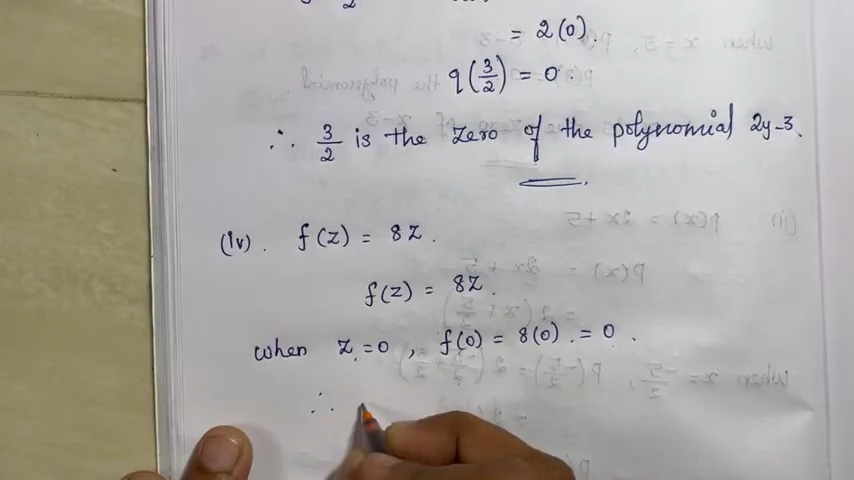 = 2(0).
q(3/2) = 0.
∴ 3/2 is the zero of the polynomial 2y-3.
(iv). f(z) = 8z.
f(z) = 8z.
when z = 0, f(0) = 8(0). = 0.
∴